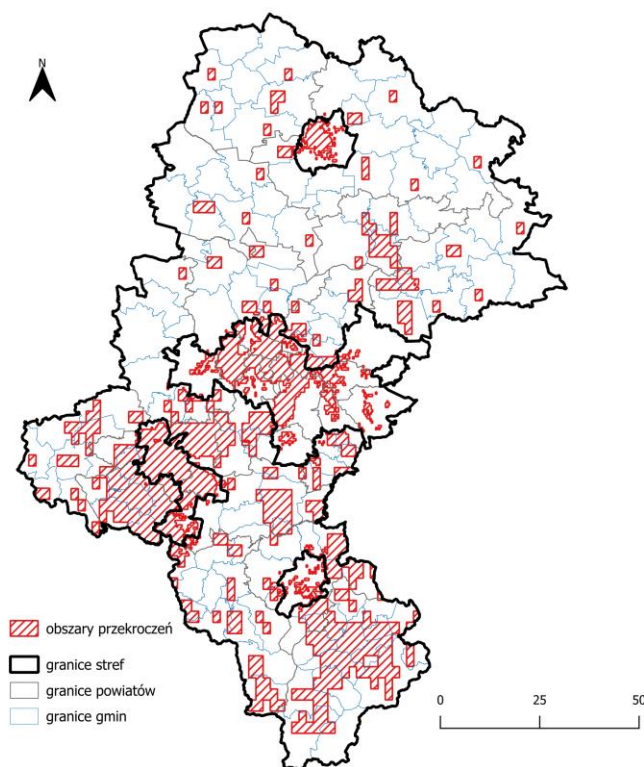 N
obszary przekroczeń
granice stref
granice powiatów
granice gmin
0 25 50